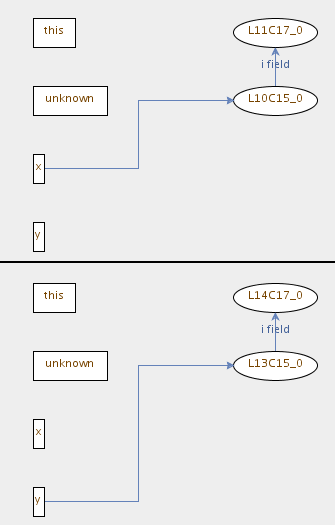 this L11C17_0
i field
unknown L10C15_0
x
y
this L14C17_0
i field
unknown L13C15_0
x
y